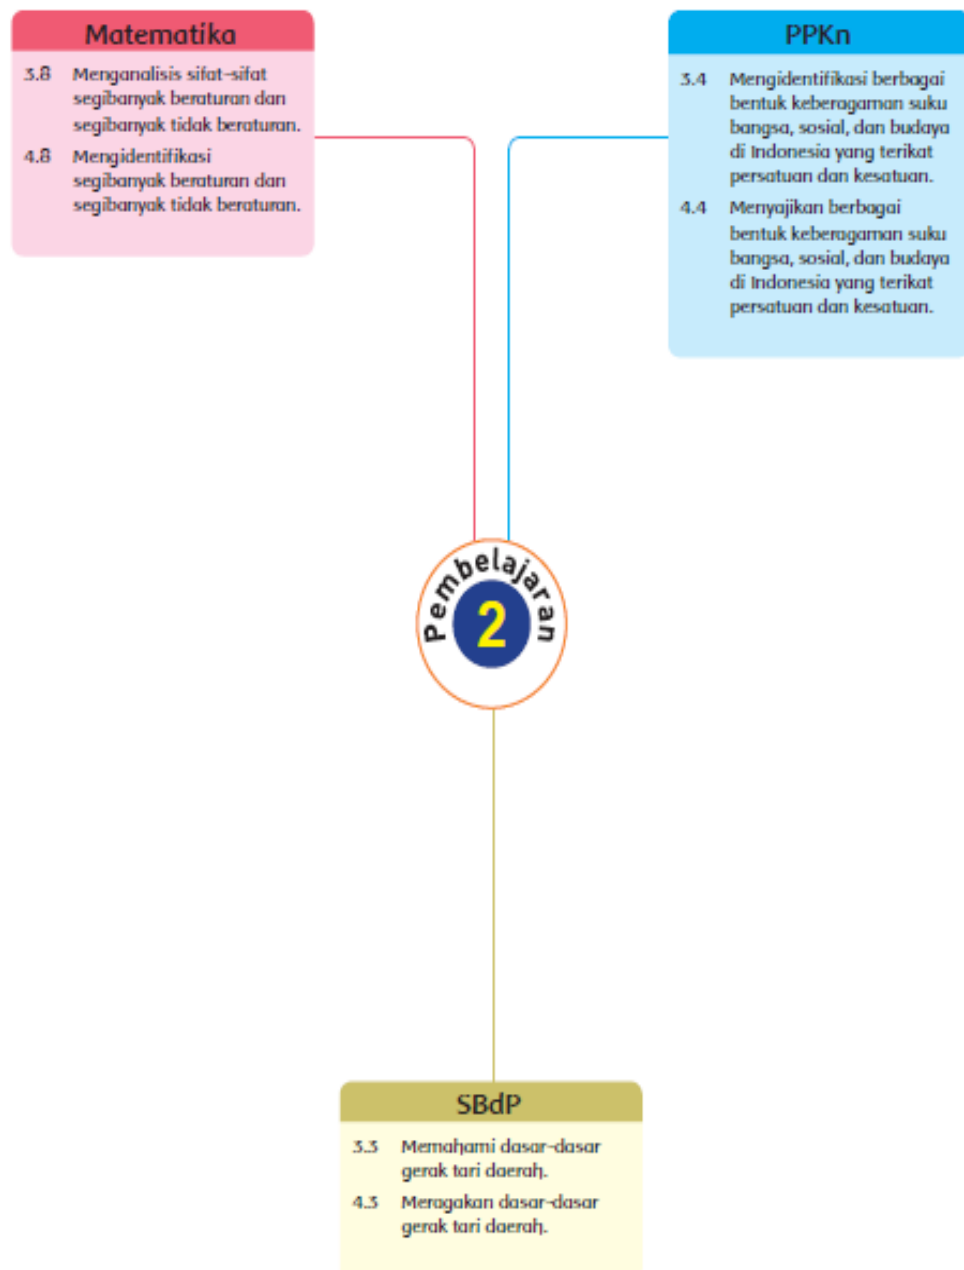 Matematika
3.8 Menganalisis sifat-sifat
segibanyak beraturan dan
segibanyak tidak beraturan.
4.8 Mengidentifikasi
segibanyak beraturan dan
segibanyak tidak beraturan.
PPKn
3.4 Mengidentifikasi berbagai
bentuk keberagaman suku
bangsa, sosial, dan budaya
di Indonesia yang terikat
persatuan dan kesatuan.
4.4 Menyajikan berbagai
bentuk keberagaman suku
bangsa, sosial, dan budaya
di Indonesia yang terikat
persatuan dan kesatuan.
Pembelajaran
2
SBdP
3.3 Memahami dasar-dasar
gerak tari daerah.
4.3 Meragakan dasar-dasar
gerak tari daerah.